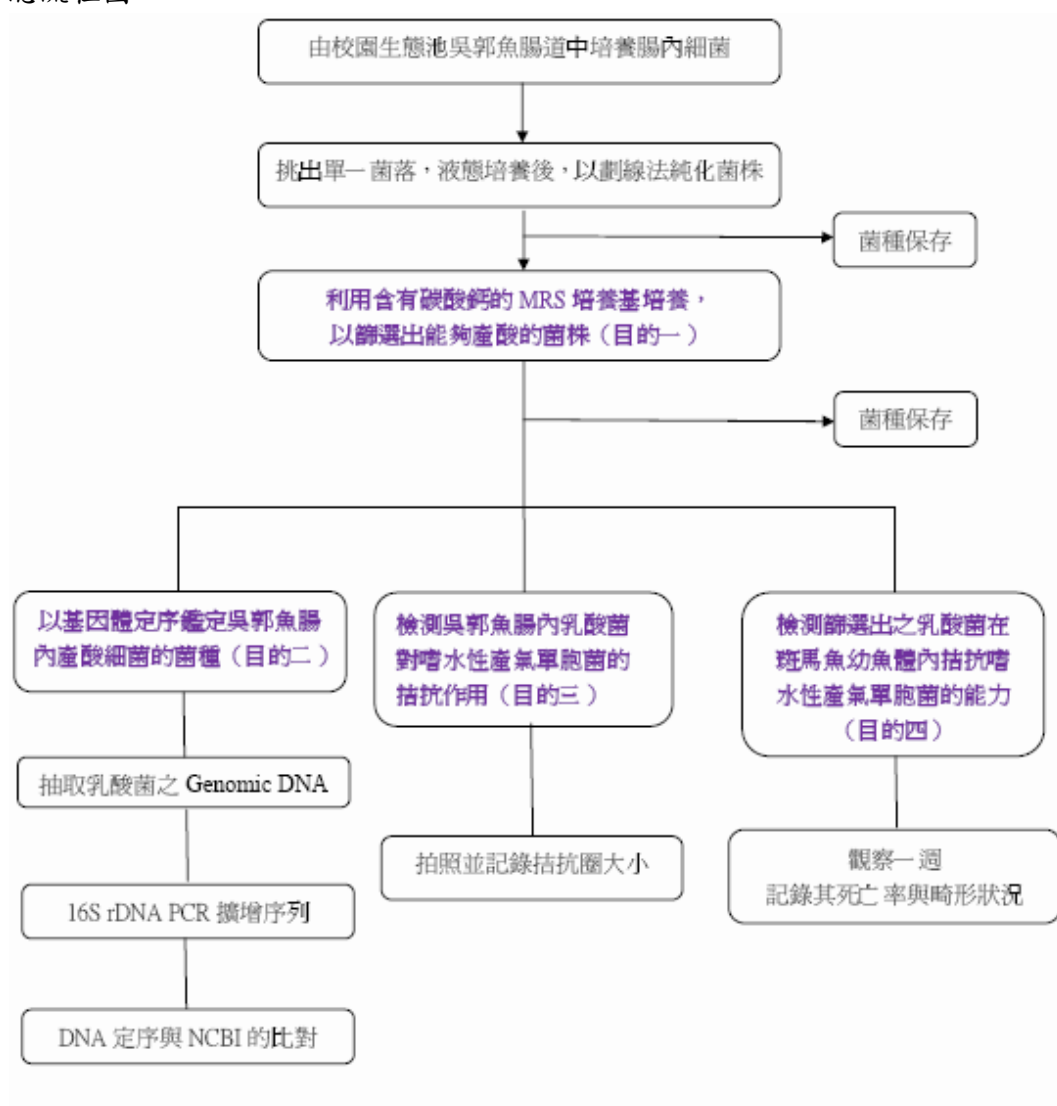 由校園生態池吳郭魚腸道中培養腸內細菌
挑出單一菌落，液態培養後，以劃線法純化菌株
菌種保存
利用含有碳酸鈣的 MRS 培養基培養，
以篩選出能夠產酸的菌株（目的一）
菌種保存
以基因體定序鑑定吳郭魚腸
內產酸細菌的菌種（目的二）
檢測吳郭魚腸內乳酸菌
對嗜水性產氣單胞菌的
拮抗作用（目的三）
檢測篩選出之乳酸菌在
斑馬魚幼魚體內拮抗嗜
水性產氣單胞菌的能力
（目的四）
抽取乳酸菌之 Genomic DNA
拍照並記錄拮抗圈大小
觀察一週
記錄其死亡率與畸形狀況
16S rDNA PCR 擴增序列
DNA 定序與 NCBI 的比對